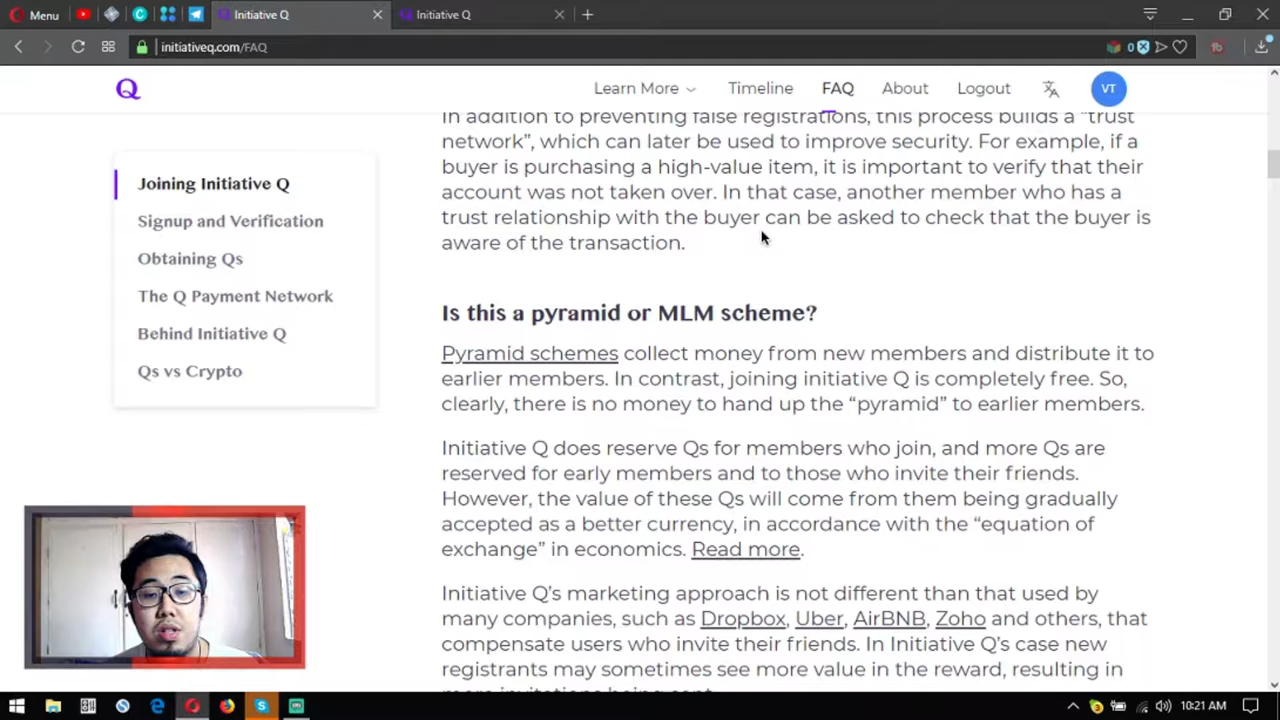 Menu
Initiative Q
Initiative Q
initiativeq.com/FAQ
0
Q
Learn More
Timeline
FAQ
About
Logout
VT
Joining Initiative Q
Signup and Verification
Obtaining Qs
The Q Payment Network
Behind Initiative Q
Qs vs Crypto
In addition to preventing false registrations, this process builds a “trust
network”, which can later be used to improve security. For example, if a
buyer is purchasing a high-value item, it is important to verify that their
account was not taken over. In that case, another member who has a
trust relationship with the buyer can be asked to check that the buyer is
aware of the transaction.
Is this a pyramid or MLM scheme?
Pyramid schemes collect money from new members and distribute it to
earlier members. In contrast, joining initiative Q is completely free. So,
clearly, there is no money to hand up the “pyramid” to earlier members.
Initiative Q does reserve Qs for members who join, and more Qs are
reserved for early members and to those who invite their friends.
However, the value of these Qs will come from them being gradually
accepted as a better currency, in accordance with the “equation of
exchange” in economics. Read more.
Initiative Q’s marketing approach is not different than that used by
many companies, such as Dropbox, Uber, AirBNB, Zoho and others, that
compensate users who invite their friends. In Initiative Q’s case new
registrants may sometimes see more value in the reward, resulting in
10:21 AM